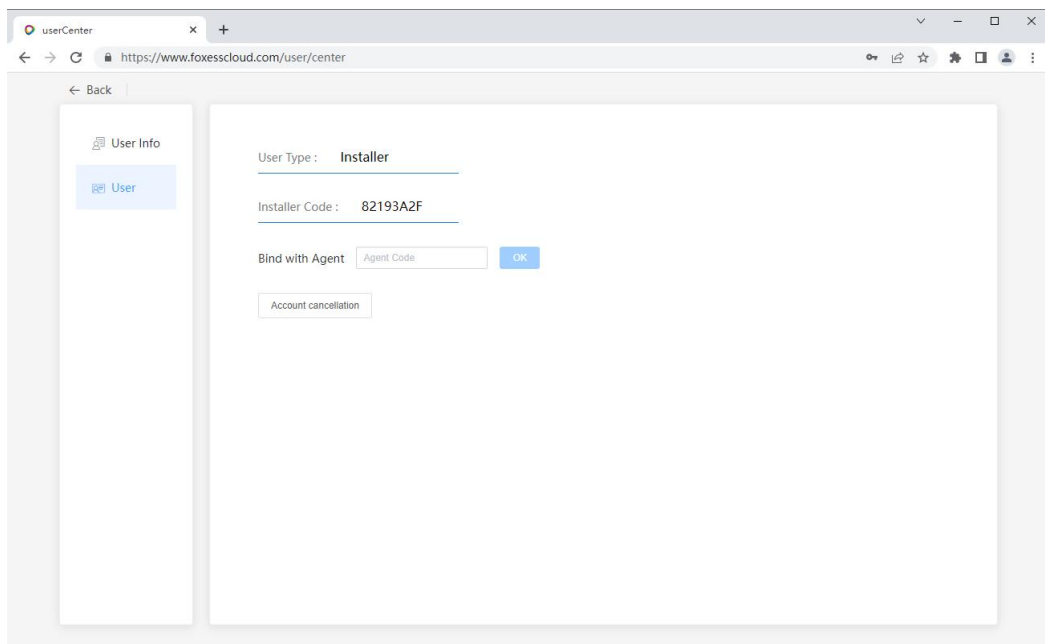 userCenter
https://www.foxesscloud.com/user/center
Back
User Info
User
User Type : Installer
Installer Code : 82193A2F
Bind with Agent Agent Code OK
Account cancellation